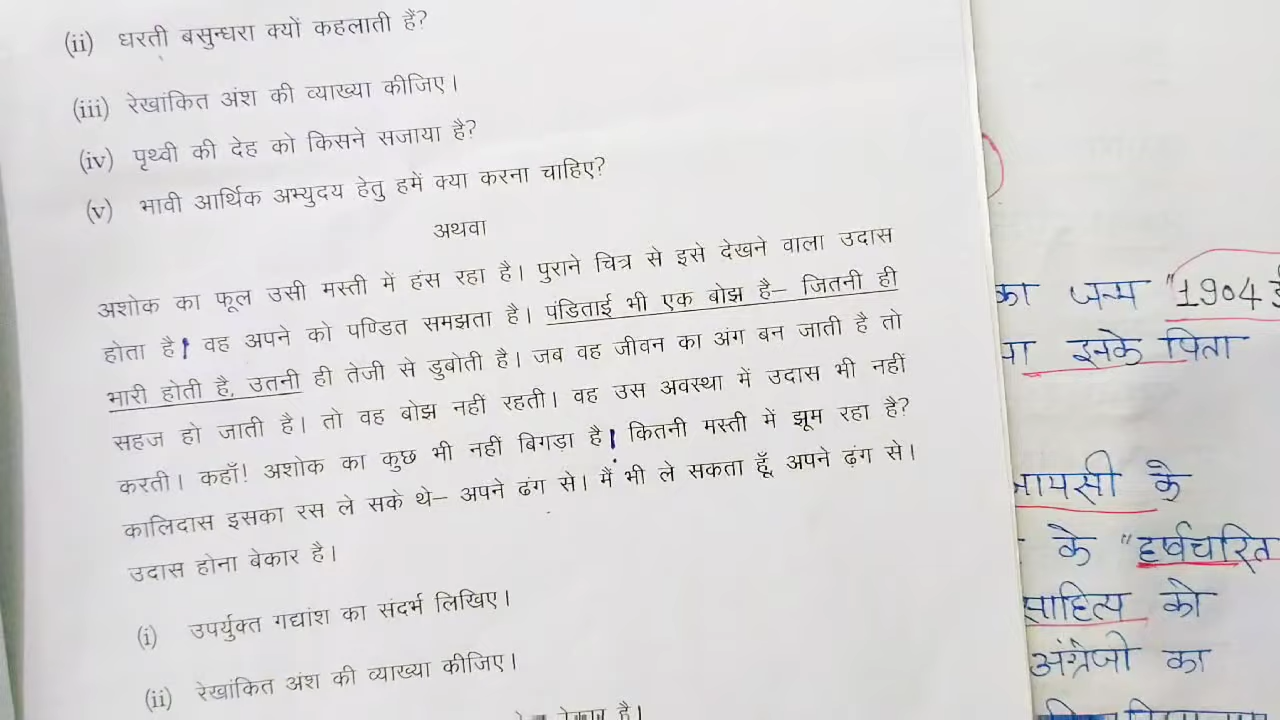 (ii) धरती बसुन्धरा क्यों कहलाती है?
(iii) रेखांकित अंश की व्याख्या कीजिए।
(iv) पृथ्वी की देह को किसने सजाया है?
(v) भावी आर्थिक अभ्युदय हेतु हमें क्या करना चाहिए?
अथवा
अशोक का फूल उसी मस्ती में हंस रहा है। पुराने चित्र से इसे देखने वाला उदास
होता है। वह अपने को पण्डित समझता है। पंडिताई भी एक बोझ है– जितनी ही
भारी होती है, उतनी ही तेजी से डुबोती है। जब वह जीवन का अंग बन जाती है तो
सहज हो जाती है। तो वह बोझ नहीं रहती। वह उस अवस्था में उदास भी नहीं
करती। कहाँ! अशोक का कुछ भी नहीं बिगड़ा है। कितनी मस्ती में झूम रहा है?
कालिदास इसका रस ले सके थे– अपने ढंग से। मैं भी ले सकता हूँ, अपने ढ़ंग से।
उदास होना बेकार है।
(i) उपर्युक्त गद्यांश का संदर्भ लिखिए।
(ii) रेखांकित अंश की व्याख्या कीजिए।
का जन्म "1904 ई
इनके पिता
के
के "हर्षचरित
साहित्य को
अंग्रेजी का